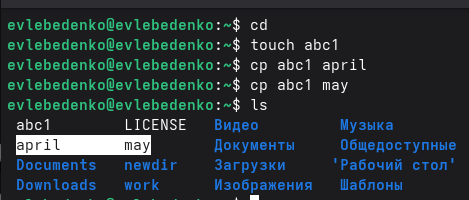 evlebedenko@evlebedenko:~$ cd
evlebedenko@evlebedenko:~$ touch abc1
evlebedenko@evlebedenko:~$ cp abc1 april
evlebedenko@evlebedenko:~$ cp abc1 may
evlebedenko@evlebedenko:~$ ls
abc1 LICENSE Видео Музыка
april may Документы Общедоступные
Documents newdir Загрузки 'Рабочий стол'
Downloads work Изображения Шаблоны